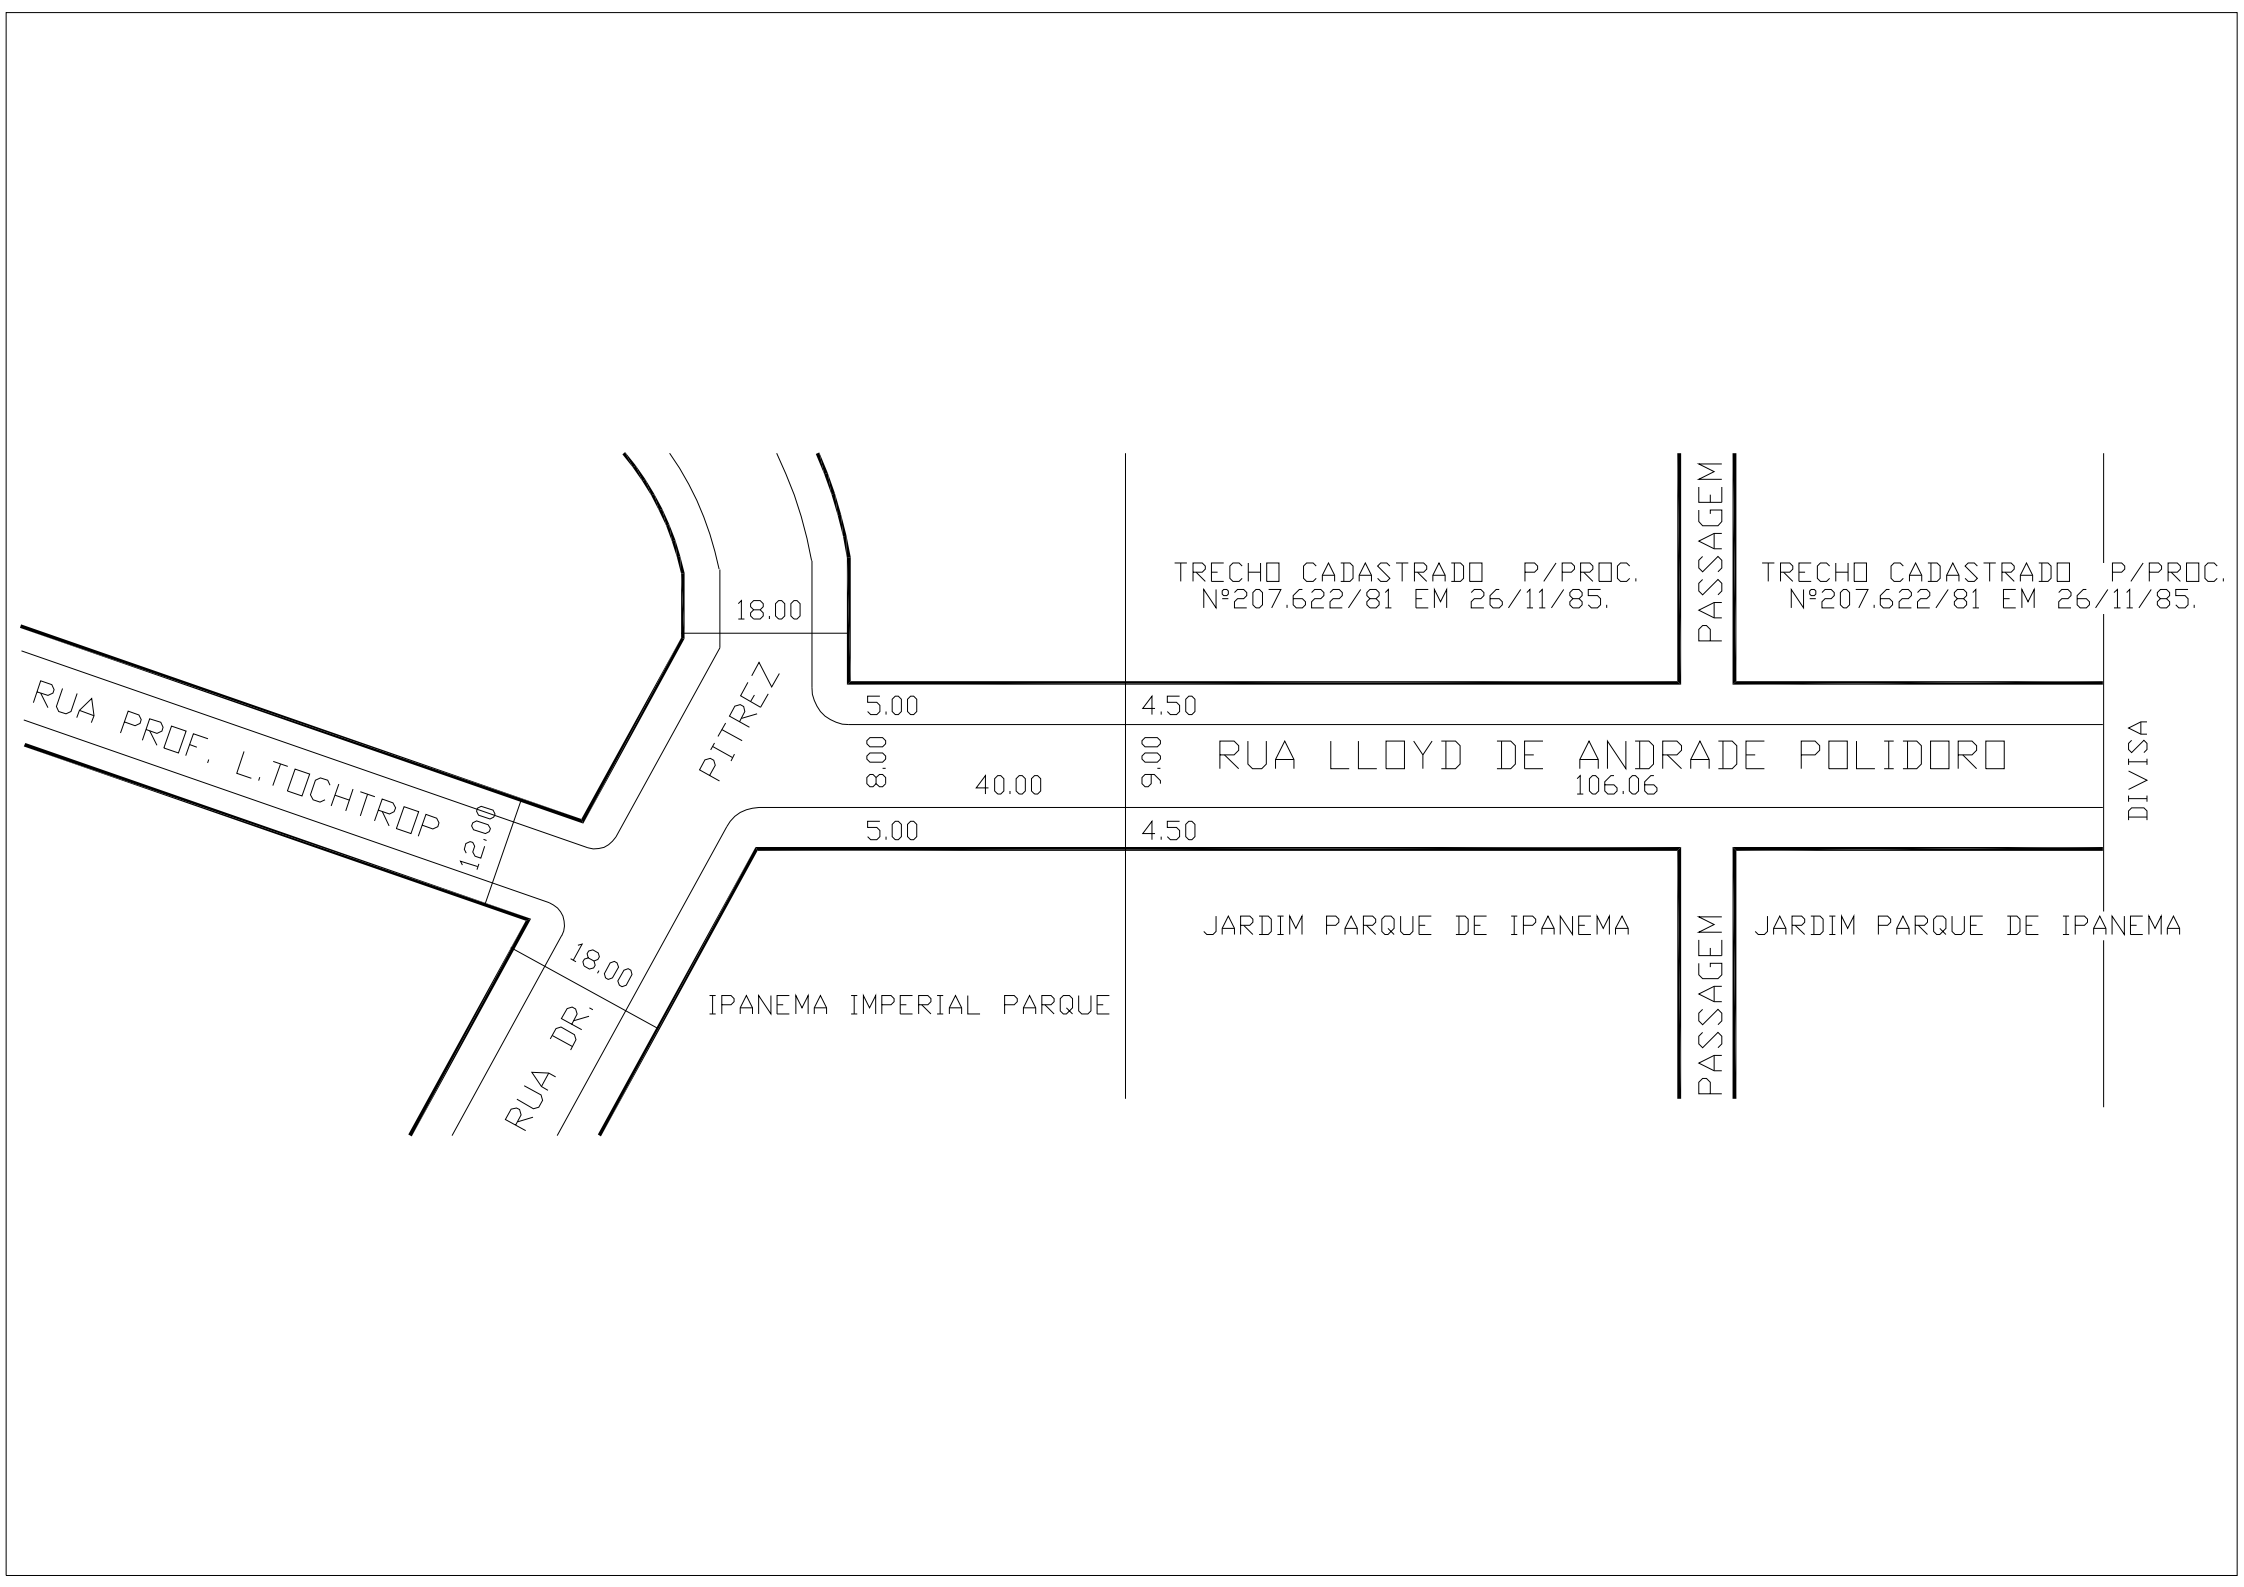 PASSAGEM
TRECHO CADASTRADO P/PROC.
Nº207.622/81 EM 26/11/85.
TRECHO CADASTRADO P/PROC.
Nº207.622/81 EM 26/11/85.
18.00
RUA PROF. L.TOCHTROP
12.00
PITREZ
5.00
4.50
8.00
9.00
RUA LLOYD DE ANDRADE POLIDORO
40.00
106.06
DIVISA
5.00
4.50
18.00
RUA DR.
JARDIM PARQUE DE IPANEMA
JARDIM PARQUE DE IPANEMA
IPANEMA IMPERIAL PARQUE
PASSAGEM